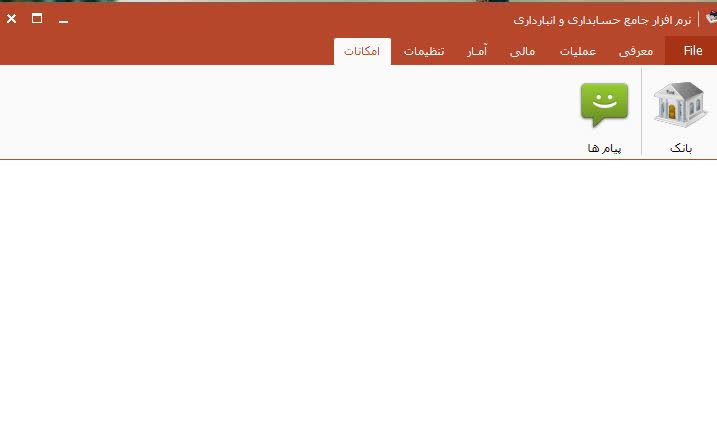 نرم افزار جامع حسابداری و انبارداری
File معرفی عملیات مالی آمار تنظیمات امکانات
بانک پیام ها